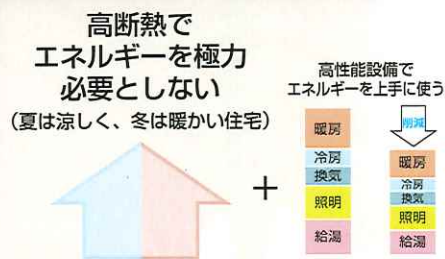 高断熱で
エネルギーを極力
必要としない
(夏は涼しく、冬は暖かい住宅)
+
高性能設備で
エネルギーを上手に使う
暖房
冷房
換気
照明
給湯
削減
暖房
冷房
換気
照明
給湯